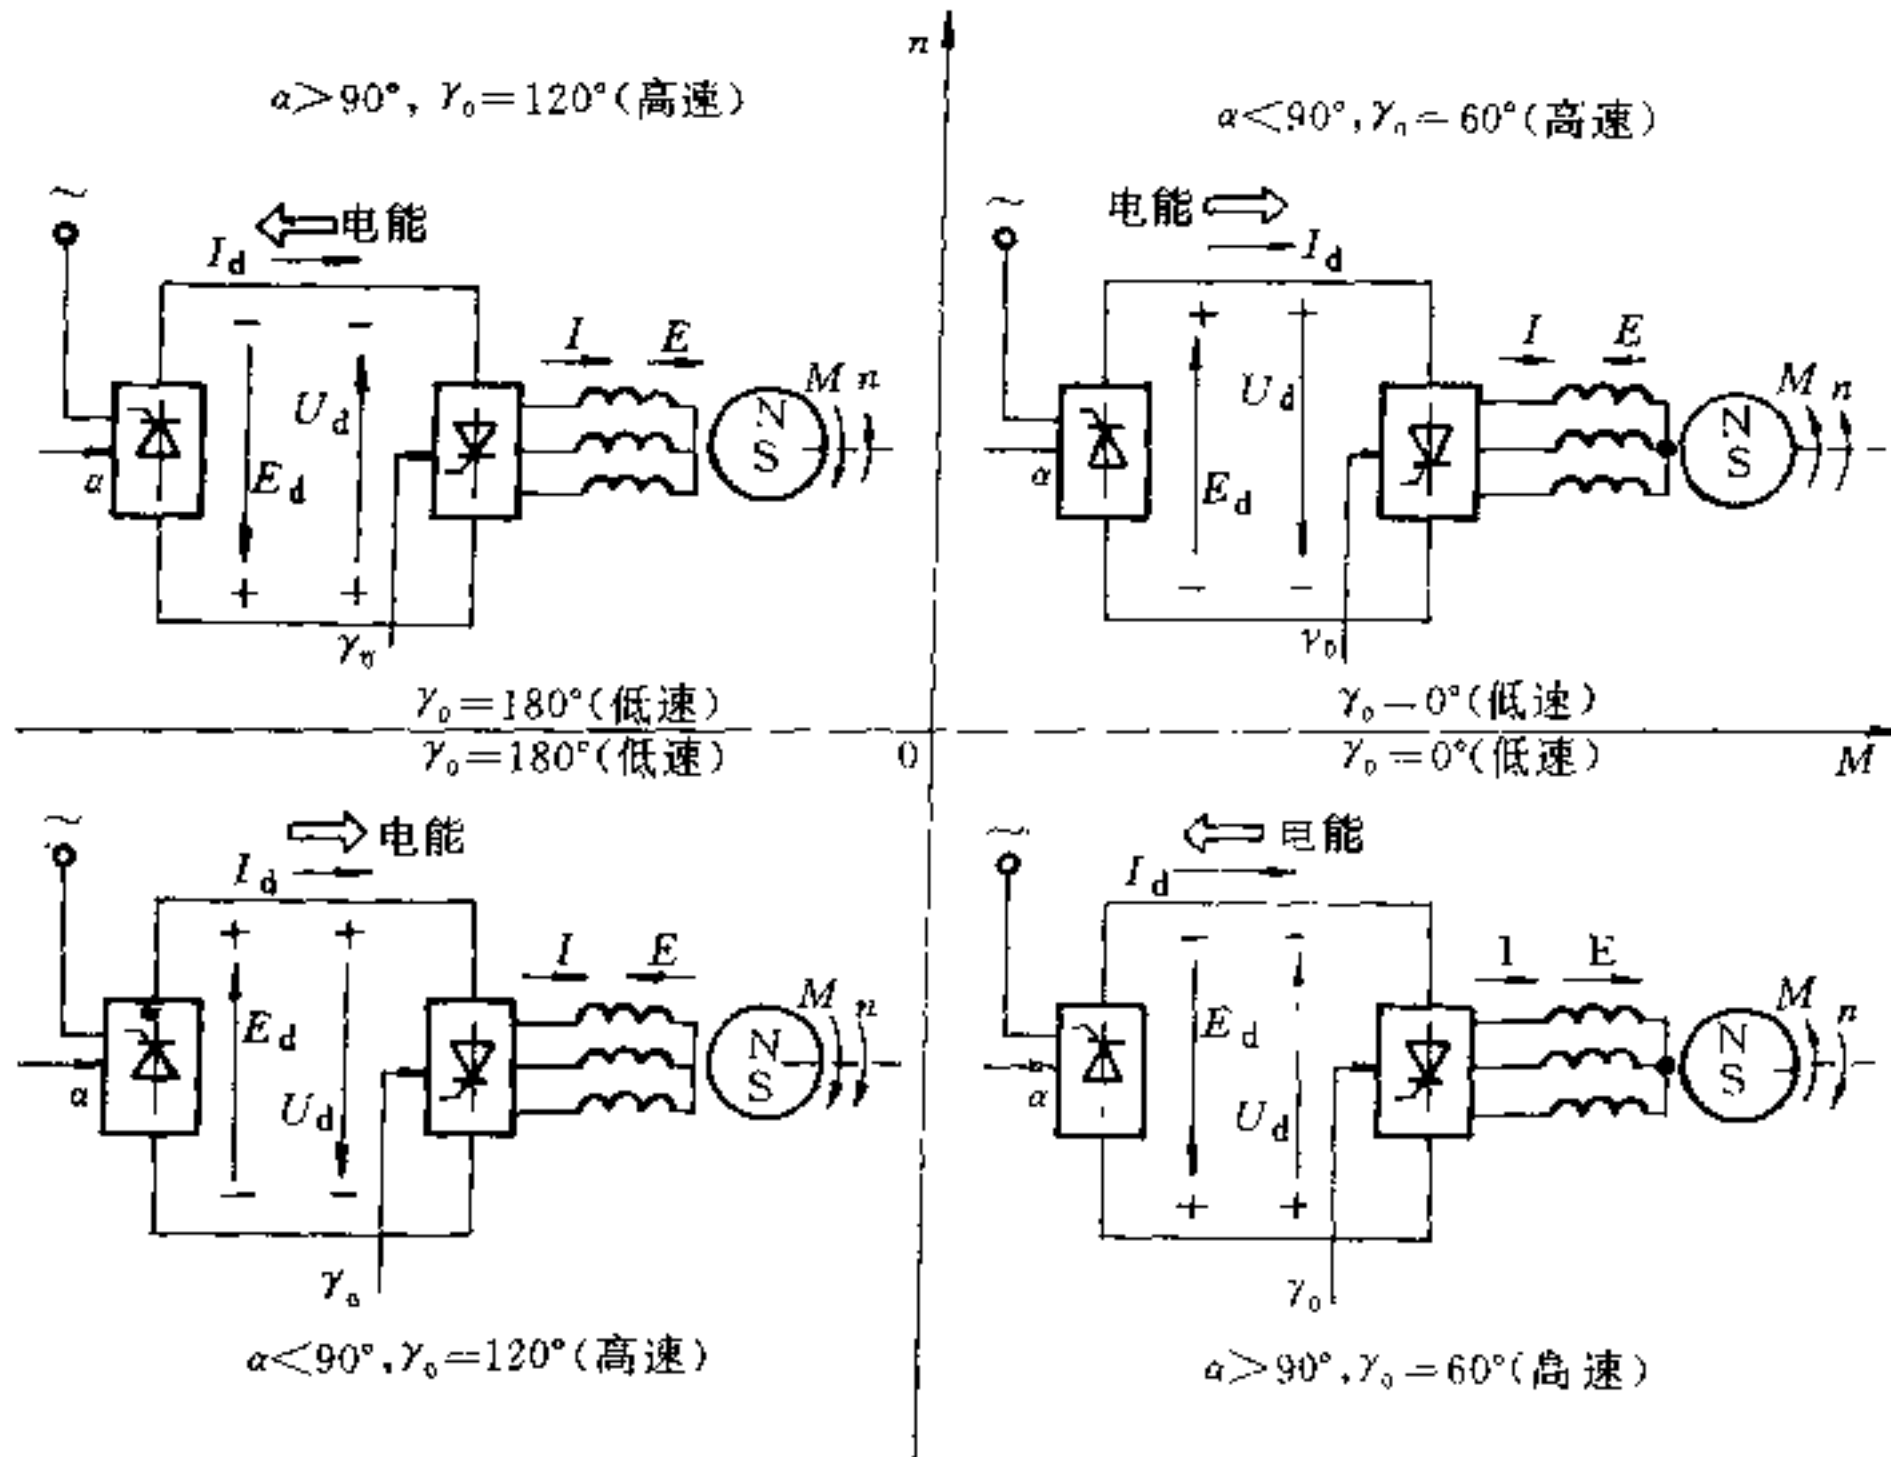 n
α>90°, γ₀=120°(高速)
~
电能
I_d
− −
I E
M n
U_d
N
S
α
E_d
+ +
γ₀
γ₀=180°(低速)
α<90°,γ₀=60°(高速)
~
电能
I_d
+ +
I E
M n
U_d
N
S
α
E_d
− −
γ₀
γ₀=0°(低速)
0
M
γ₀=180°(低速)
~
电能
I_d
+ +
I E
M n
E_d
N
S
α
U_d
− −
γ₀
α<90°,γ₀=120°(高速)
γ₀=0°(低速)
~
电能
I_d
− −
I E
M n
E_d
N
S
α
U_d
+ +
γ₀
α>90°,γ₀=60°(高速)